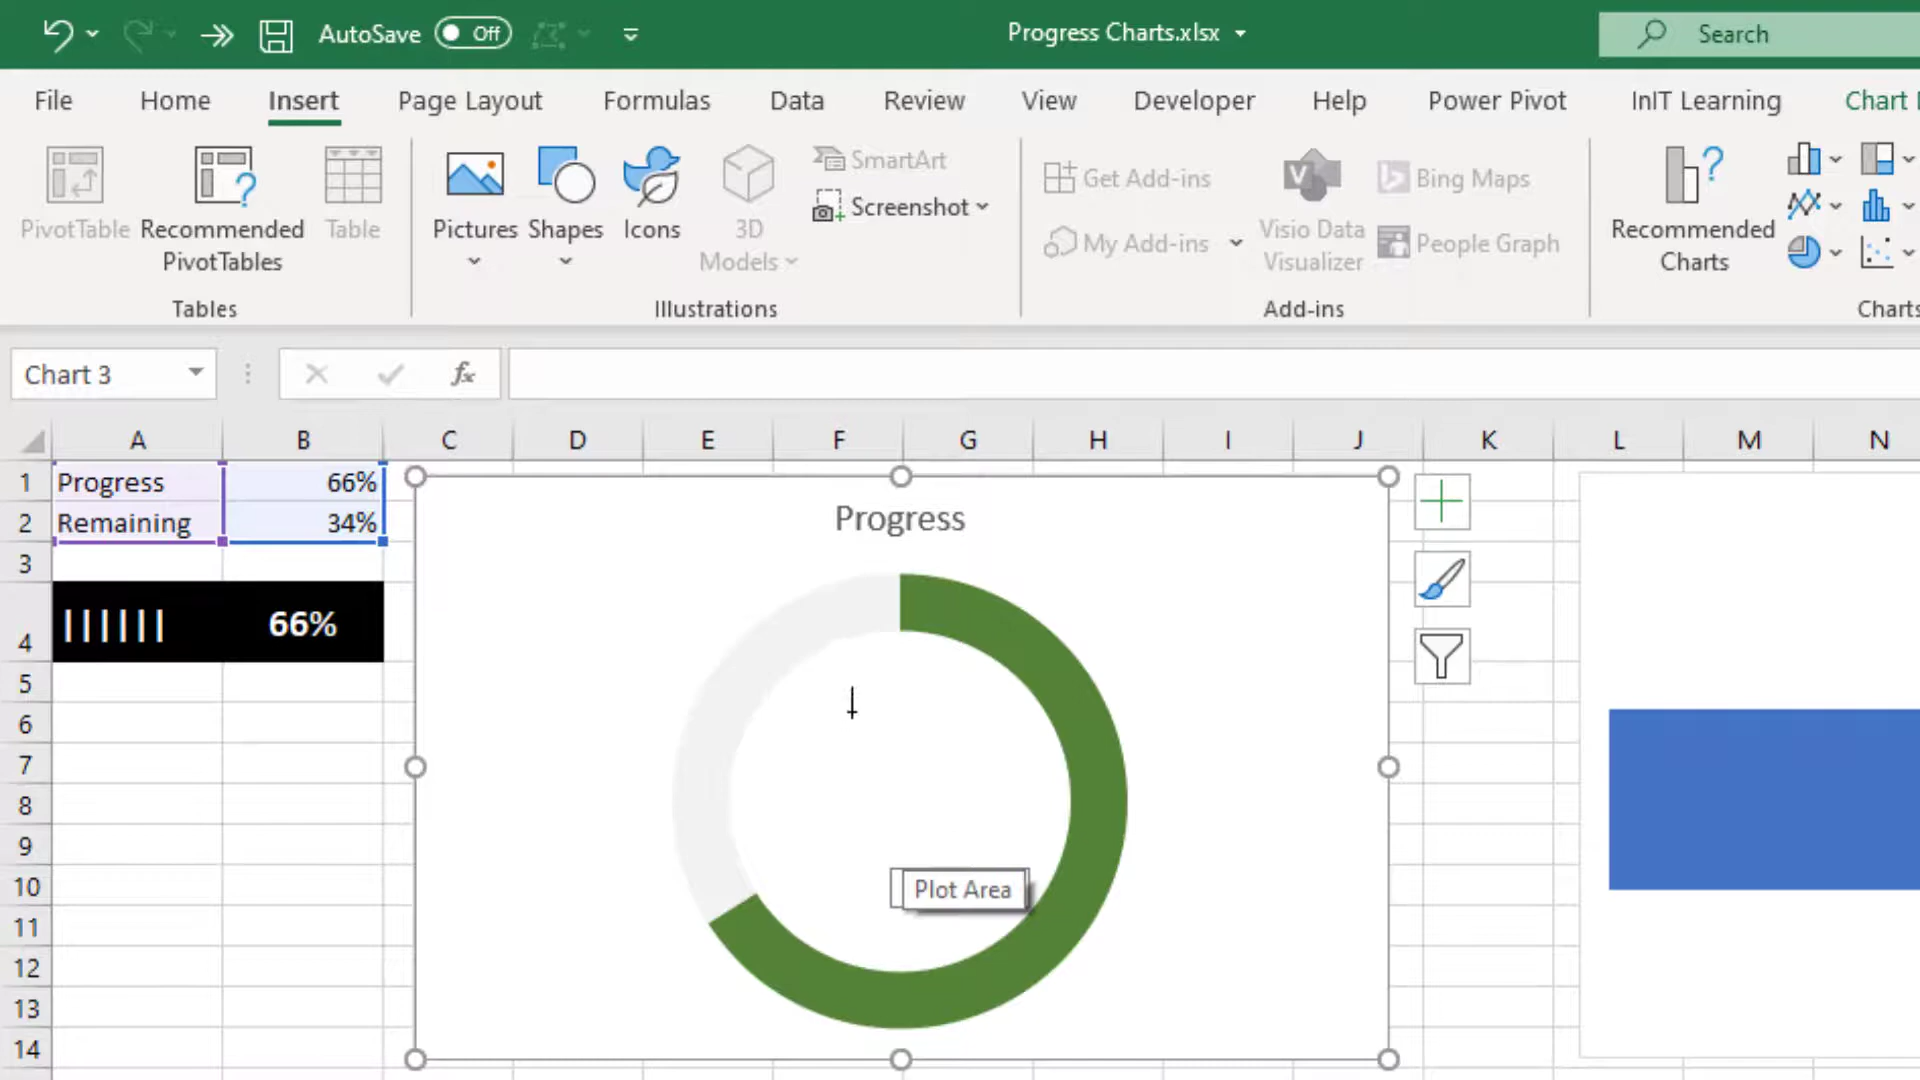 AutoSave Off Progress Charts.xlsx Search
File Home Insert Page Layout Formulas Data Review View Developer Help Power Pivot InIT Learning Chart
PivotTable Recommended PivotTables Table
Tables
Pictures Shapes Icons 3D Models SmartArt Screenshot
Illustrations
Get Add-ins My Add-ins Visio Data Visualizer Bing Maps People Graph
Add-ins
Recommended Charts
Charts
Chart 3 fx
A B C D E F G H I J K L M N
1 Progress 66%
2 Remaining 34%
3
4 |||||| 66%
5
6
7
8
9
10
11
12
13
14
Progress
Plot Area